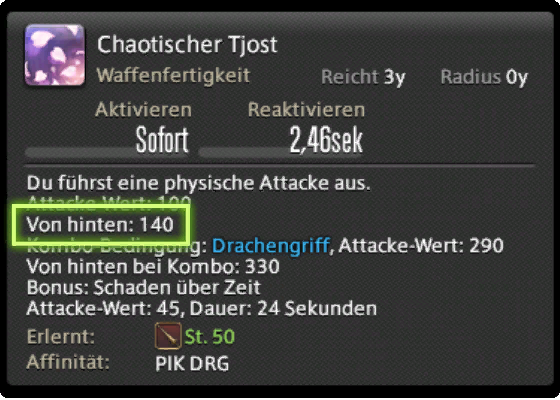 Chaotischer Tjost
Waffenfertigkeit Reicht 3y Radius 0y
Aktivieren Reaktivieren
Sofort 2,46sek
Du führst eine physische Attacke aus.
Attacke-Wert: 100
Von hinten: 140
Kombo-Bedingung: Drachengriff, Attacke-Wert: 290
Von hinten bei Kombo: 330
Bonus: Schaden über Zeit
Attacke-Wert: 45, Dauer: 24 Sekunden
Erlernt: St. 50
Affinität: PIK DRG